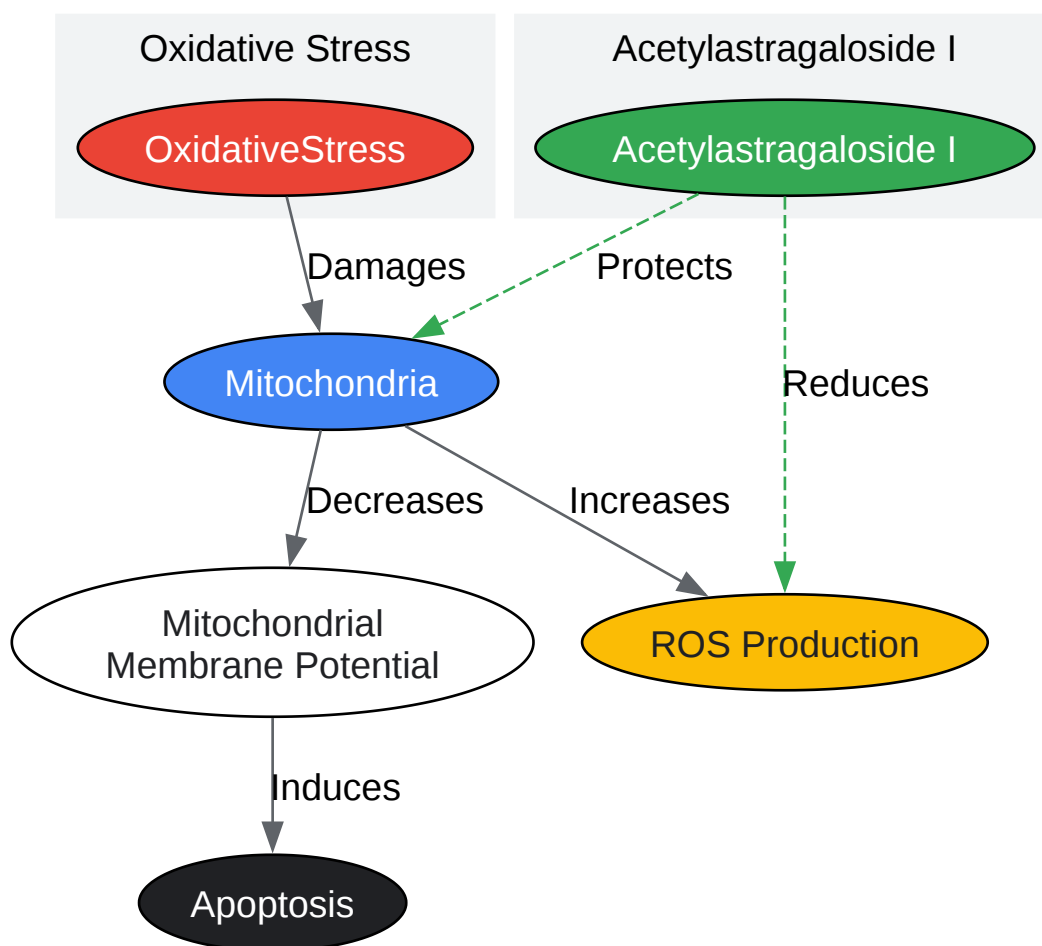 Oxidative Stress
Acetylastragaloside I
OxidativeStress
Acetylastragaloside I
Damages
Protects
Mitochondria
Reduces
Decreases
Increases
Mitochondrial
Membrane Potential
ROS Production
Induces
Apoptosis